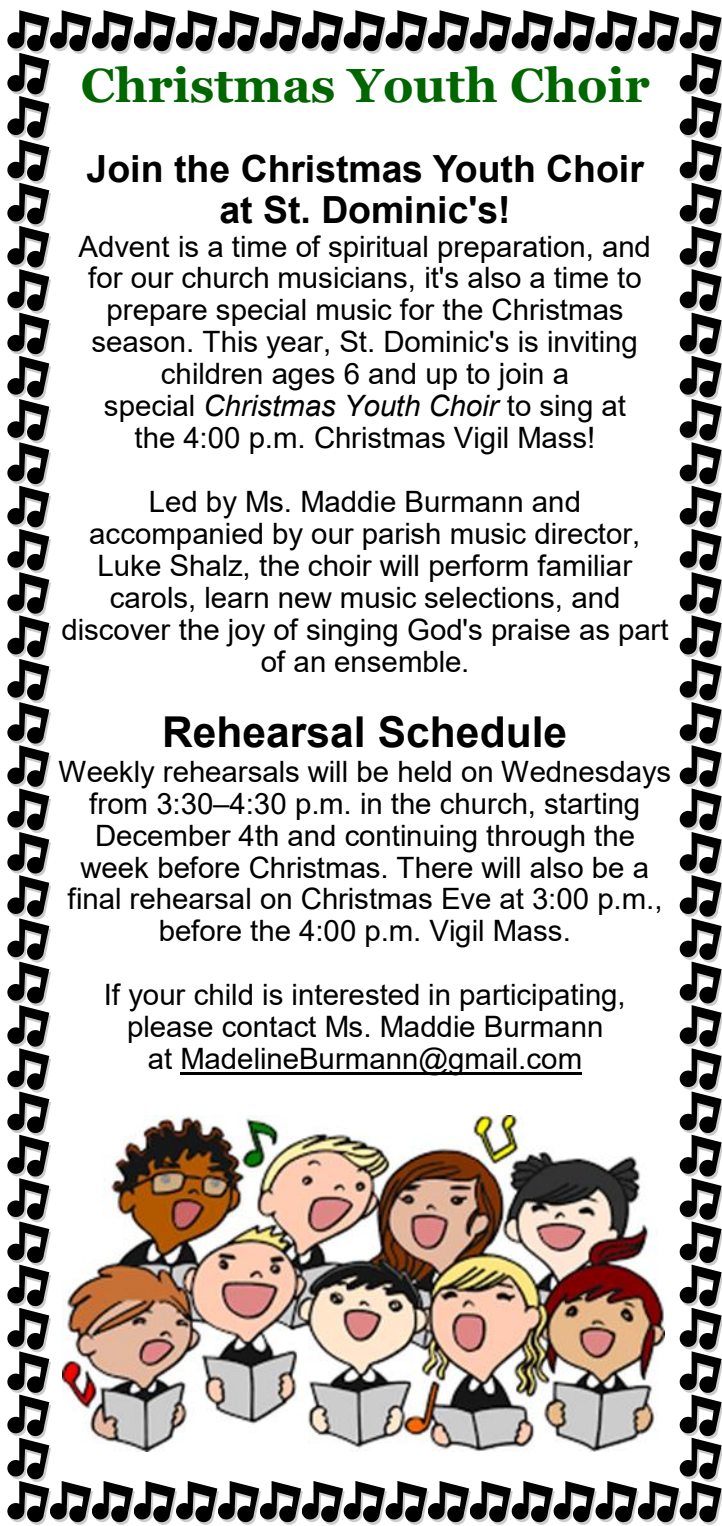 Christmas Youth Choir
Join the Christmas Youth Choir
at St. Dominic's!
Advent is a time of spiritual preparation, and
for our church musicians, it's also a time to
prepare special music for the Christmas
season. This year, St. Dominic's is inviting
children ages 6 and up to join a
special Christmas Youth Choir to sing at
the 4:00 p.m. Christmas Vigil Mass!
Led by Ms. Maddie Burmann and
accompanied by our parish music director,
Luke Shalz, the choir will perform familiar
carols, learn new music selections, and
discover the joy of singing God's praise as part
of an ensemble.
Rehearsal Schedule
Weekly rehearsals will be held on Wednesdays
from 3:30–4:30 p.m. in the church, starting
December 4th and continuing through the
week before Christmas. There will also be a
final rehearsal on Christmas Eve at 3:00 p.m.,
before the 4:00 p.m. Vigil Mass.
If your child is interested in participating,
please contact Ms. Maddie Burmann
at MadelineBurmann@gmail.com